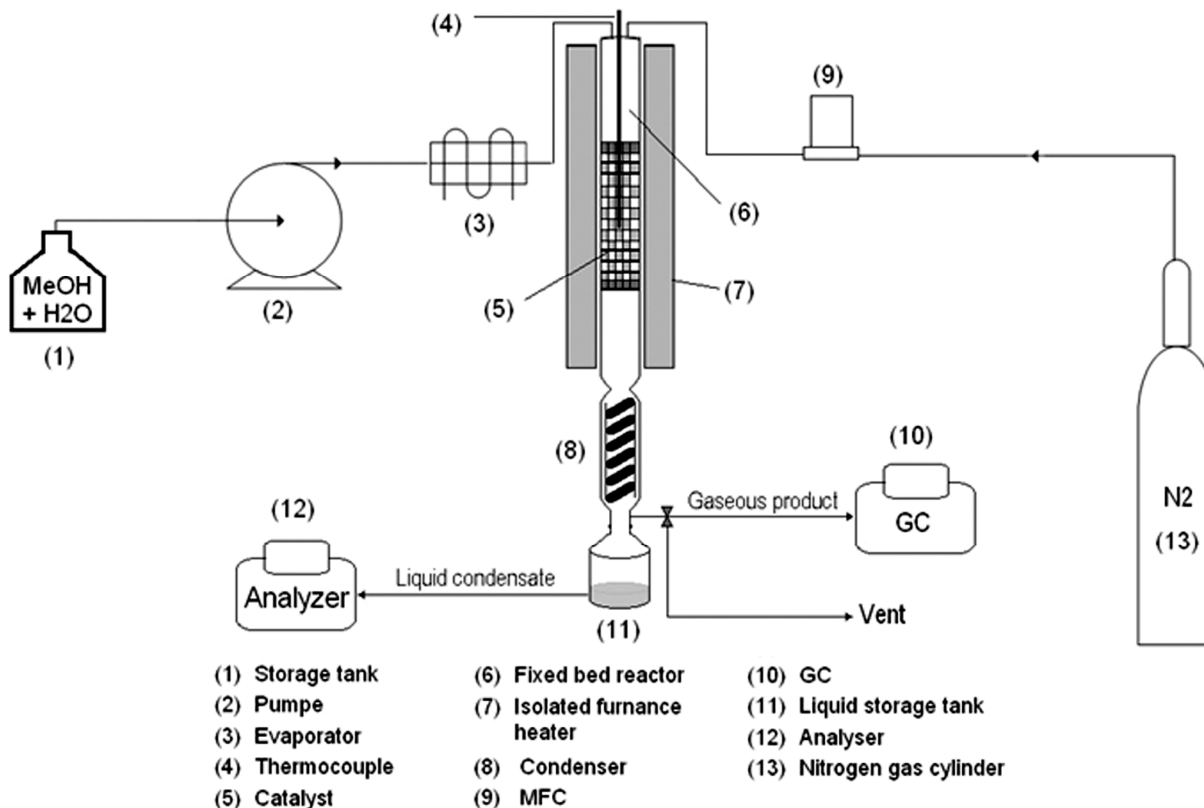 (4)
(9)
(3)
(6)
MeOH
+ H2O
(2)
(5)
(7)
(1)
(8)
(10)
Gaseous product
GC
N2
(13)
(12)
Liquid condensate
Analyzer
Vent
(11)
(1) Storage tank
(2) Pumpe
(3) Evaporator
(4) Thermocouple
(5) Catalyst
(6) Fixed bed reactor
(7) Isolated furnance
heater
(8) Condenser
(9) MFC
(10) GC
(11) Liquid storage tank
(12) Analyser
(13) Nitrogen gas cylinder